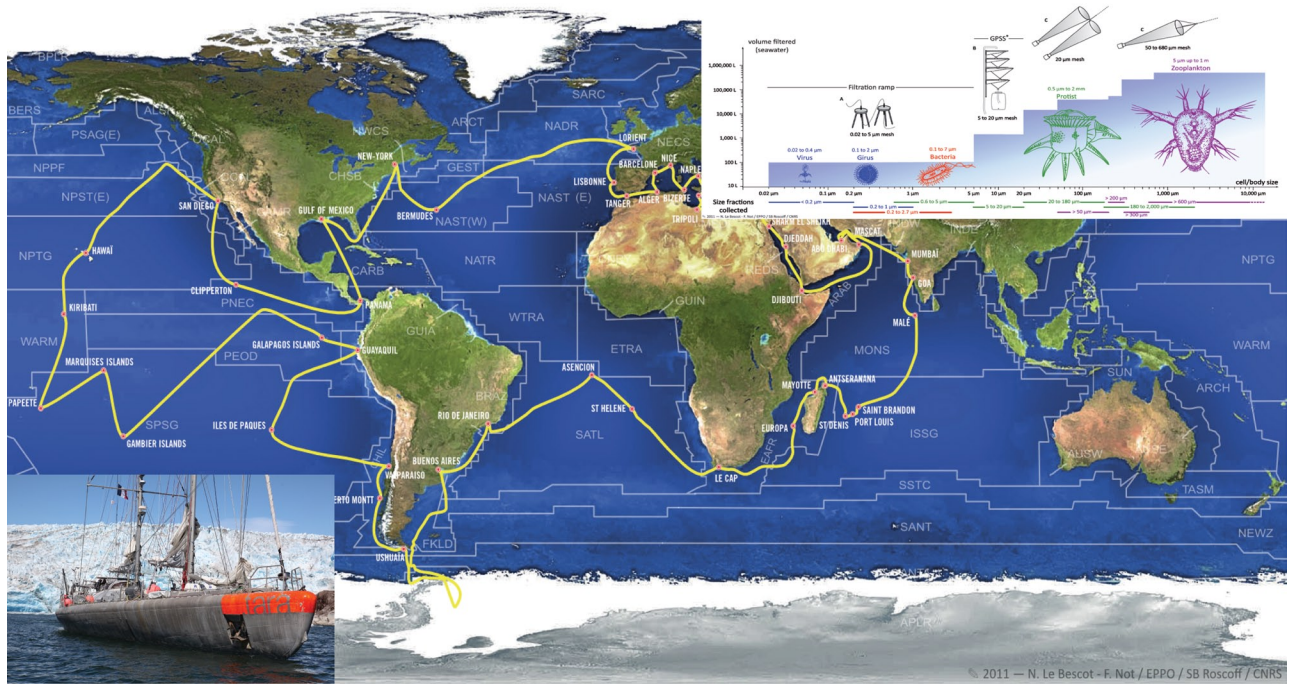 volume filtered
(seawater)
1,000,000 L
100,000 L
10,000 L
1,000 L
100 L
10 L
Filtration ramp
A
0.02 to 5 µm mesh
GPSS*
B
5 to 20 µm mesh
C
20 µm mesh
C
50 to 680 µm mesh
0.02 to 0.4 µm
Virus
0.1 to 2 µm
Girus
0.1 to 7 µm
Bacteria
0.5 µm to 2 mm
Protist
5 µm up to 1 m
Zooplankton
cell/body size
0.02 µm
0.1 µm
0.2 µm
1 µm
5 µm
10 µm
20 µm
100 µm
1,000 µm
10,000 µm
Size fractions
collected
< 0.2 µm
0.2 to 1 µm
0.6 to 5 µm
5 to 20 µm
20 to 180 µm
> 200 µm
180 to 2,000 µm
> 50 µm
> 300 µm
> 600 µm
BPLR
BERS
PSAG(E)
NPPF
NPST (E)
NPTG
WARM
SPSG
PEOD
PNEC
CARB
NWCS
CHSB
GEST
ARCT
SARC
NADR
NECS
NAST (E)
NAST(W)
NATR
WTRA
ETRA
GUIA
BRAZ
GUIN
SATL
EAFR
REDS
ARAB
MONS
ISSG
SSTC
SANT
FKLD
APLR
INDE
SUN
WARM
NPTG
ARCH
AUSW
TASM
NEWZ
LORIENT
BARCELONE
NICE
LISBONNE
TANGER
ALGER
BIZERTE
TRIPOLI
NEW-YORK
BERMUDES
SAN DIEGO
GULF OF MEXICO
HAWAÏ
CLIPPERTON
PANAMA
KIRIBATI
GALAPAGOS ISLANDS
GUAYAQUIL
MARQUISES ISLANDS
PAPEETE
GAMBIER ISLANDS
ILES DE PAQUES
RIO DE JANEIRO
BUENOS AIRES
VALPARAISO
ERTO MONTT
USHUAÏA
ASENCION
ST HELENE
LE CAP
EUROPA
MAYOTTE
ANTSERANANA
ST/DENIS
PORT LOUIS
SAINT BRANDON
MALÉ
GOA
MUMBAÏ
MASCAT
ABU DHABI
DJEDDAH
DJIBOUTI
2011 — N. Le Bescot - F. Not / EPPO / SB Roscoff / CNRS